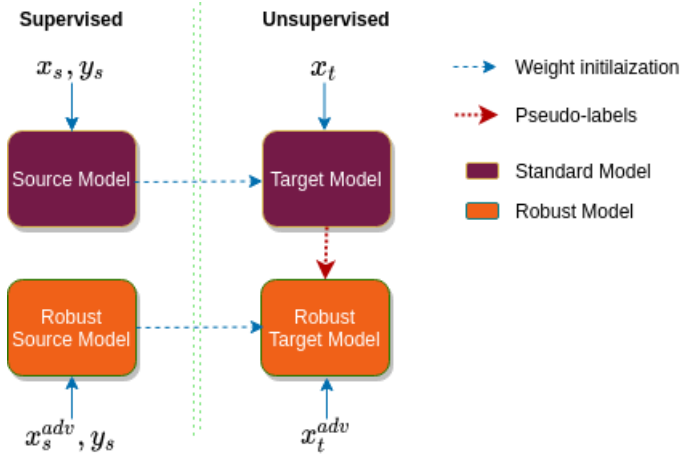 Supervised
Unsupervised
x_s, y_s
x_t
Weight initilaization
Pseudo-labels
Source Model
Target Model
Standard Model
Robust Model
Robust
Source Model
Robust
Target Model
x_s^{adv}, y_s
x_t^{adv}